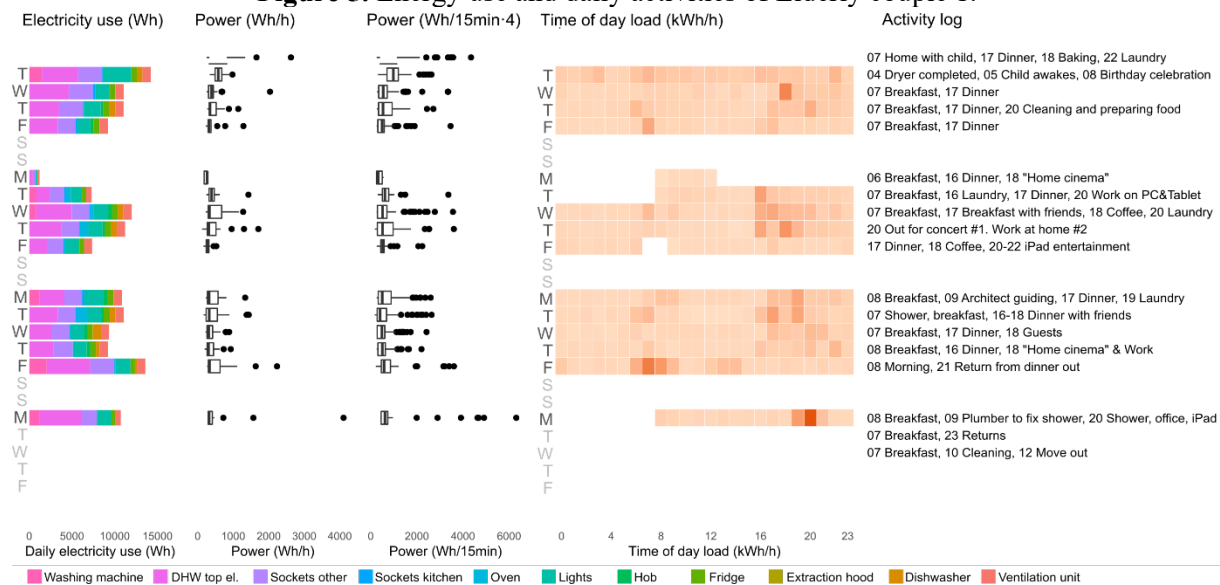 Figure 3. Energy use and daily activities of Elderly couple 1.
Electricity use (Wh) Power (Wh/h) Power (Wh/15min·4) Time of day load (kWh/h) Activity log
07 Home with child, 17 Dinner, 18 Baking, 22 Laundry
T T 04 Dryer completed, 05 Child awakes, 08 Birthday celebration
W W 07 Breakfast, 17 Dinner
T T 07 Breakfast, 17 Dinner, 20 Cleaning and preparing food
F F 07 Breakfast, 17 Dinner
S S
S S
M M 06 Breakfast, 16 Dinner, 18 "Home cinema"
T T 07 Breakfast, 16 Laundry, 17 Dinner, 20 Work on PC&Tablet
W W 07 Breakfast, 17 Breakfast with friends, 18 Coffee, 20 Laundry
T T 20 Out for concert #1. Work at home #2
F F 17 Dinner, 18 Coffee, 20-22 iPad entertainment
S S
S S
M M 08 Breakfast, 09 Architect guiding, 17 Dinner, 19 Laundry
T T 07 Shower, breakfast, 16-18 Dinner with friends
W W 07 Breakfast, 17 Dinner, 18 Guests
T T 08 Breakfast, 16 Dinner, 18 "Home cinema" & Work
F F 08 Morning, 21 Return from dinner out
S S
S S
M M 08 Breakfast, 09 Plumber to fix shower, 20 Shower, office, iPad
T T 07 Breakfast, 23 Returns
W W 07 Breakfast, 10 Cleaning, 12 Move out
T T
F F
0 5000 10000 15000 0 1000 2000 3000 4000 0 2000 4000 6000 0 4 8 12 16 20 23
Daily electricity use (Wh) Power (Wh/h) Power (Wh/15min) Time of day load (kWh/h)
Washing machine DHW top el. Sockets other Sockets kitchen Oven Lights Hob Fridge Extraction hood Dishwasher Ventilation unit